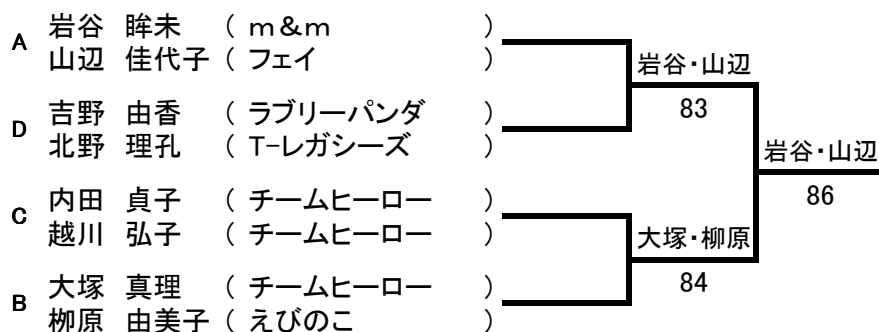 A 岩谷 眸未 ( m&m )
山辺 佳代子 ( フェイ )
D 吉野 由香 ( ラブリーパンダ )
北野 理孔 ( T-レガシーズ )
C 内田 貞子 ( チームヒーロー )
越川 弘子 ( チームヒーロー )
B 大塚 真理 ( チームヒーロー )
栁原 由美子 ( えびのこ )
岩谷・山辺
83
大塚・柳原
84
岩谷・山辺
86